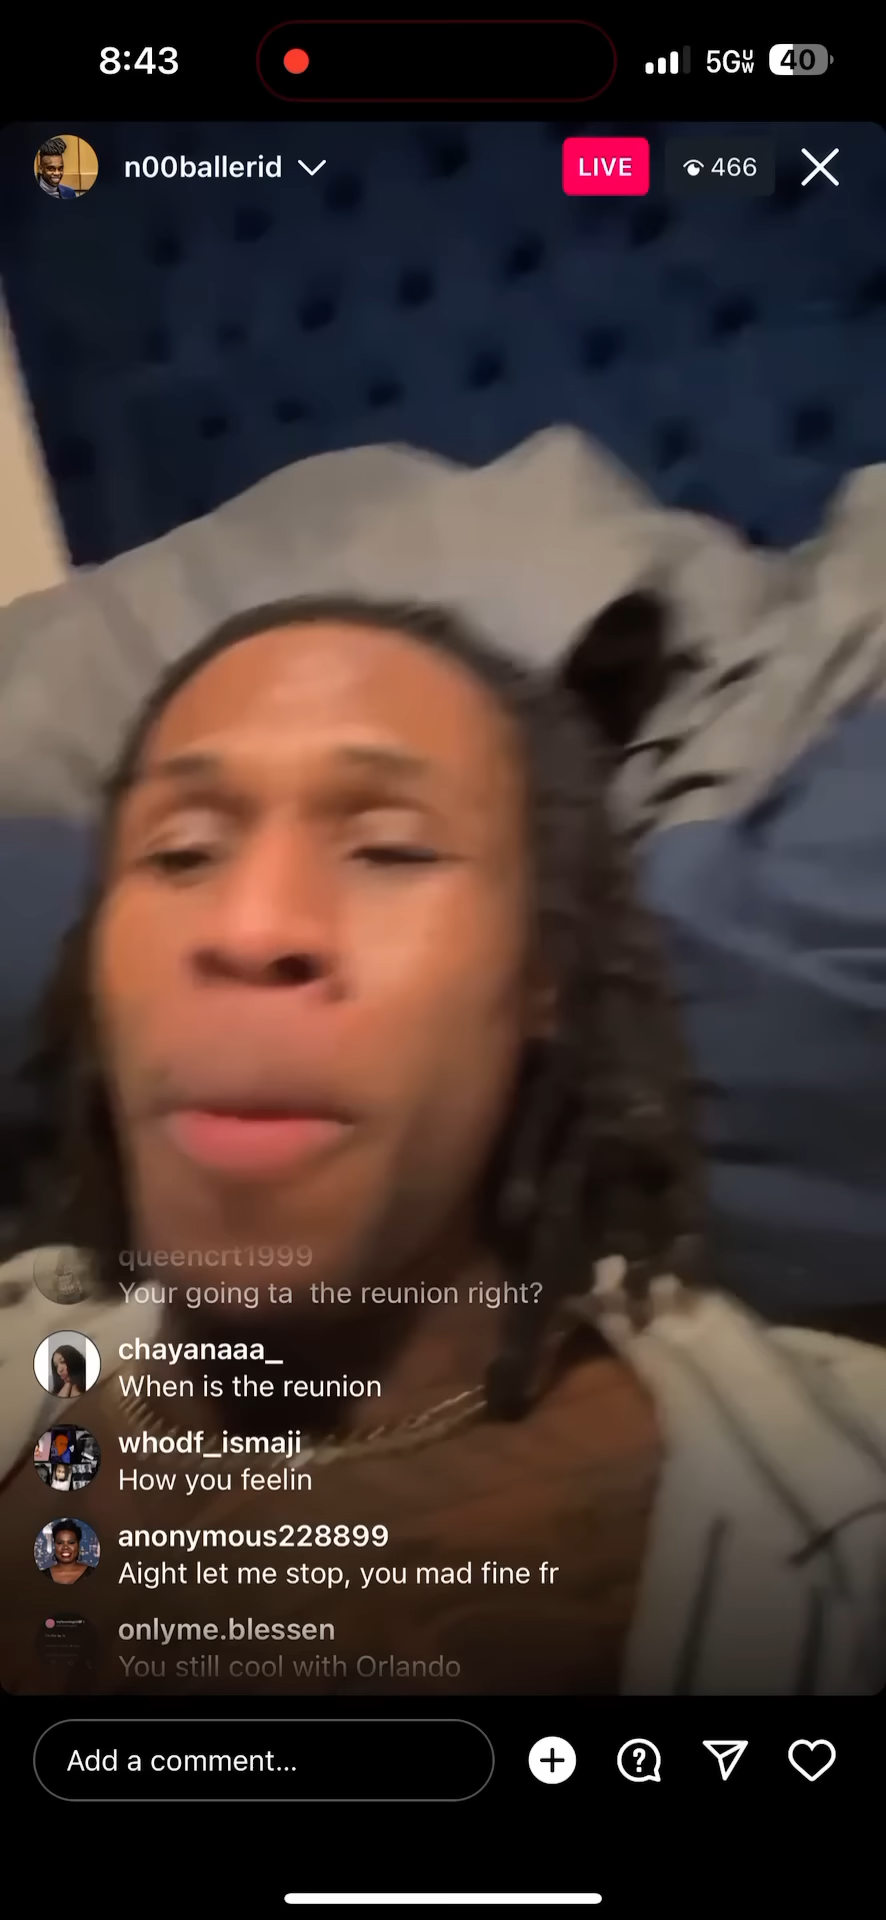 8:43
5GUW
40
n00ballerid
LIVE
466
queencrt1999
Your going ta  the reunion right?
chayanaaa_
When is the reunion
whodf_ismaji
How you feelin
anonymous228899
Aight let me stop, you mad fine fr
onlyme.blessen
You still cool with Orlando
Add a comment...